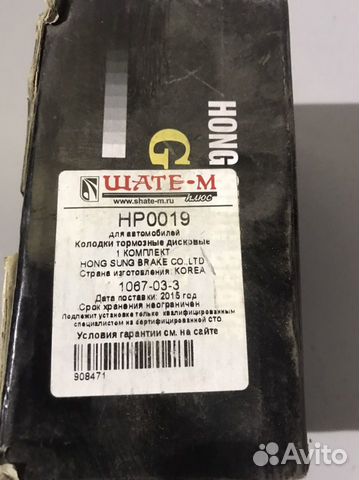 HONG
G
ШАТЕ-М
плюс
www.shate-m.ru
HP0019
для автомобилей
Колодки тормозные дисковые
1 КОМПЛЕКТ
HONG SUNG BRAKE CO.,LTD
Страна изготовления: KOREA
1067-03-3
Дата поставки: 2015 год
Срок хранения неограничен
Подлежит установке только квалифицированным
специалистом на сертифицированной СТО
Условия гарантии см. на сайте
908471
Avito